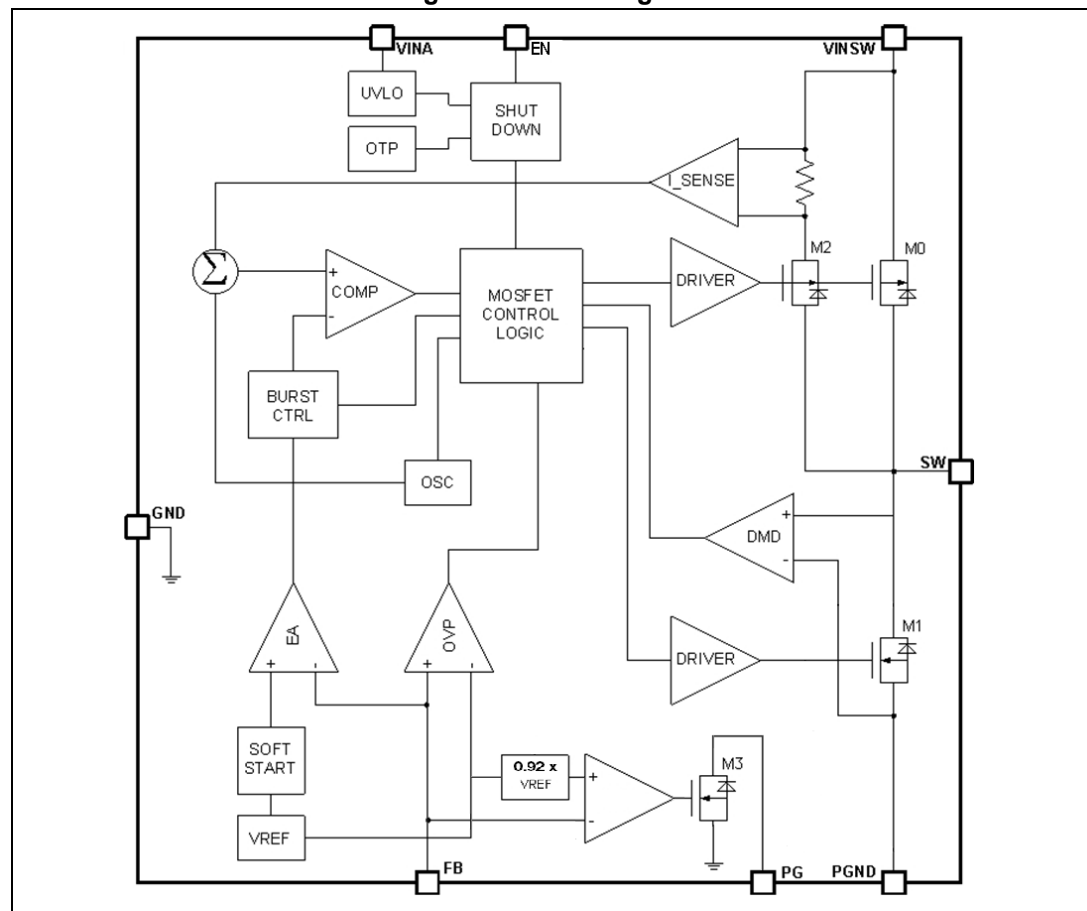 VINA
EN
VINSW
UVLO
SHUT
DOWN
OTP
I_SENSE
M2
M0
Σ
+
COMP
-
MOSFET
CONTROL
LOGIC
DRIVER
BURST
CTRL
OSC
SW
GND
+
DMD
-
EA
+ -
OVP
+ -
DRIVER
M1
SOFT
START
0.92 x
VREF
+
-
M3
VREF
FB
PG
PGND